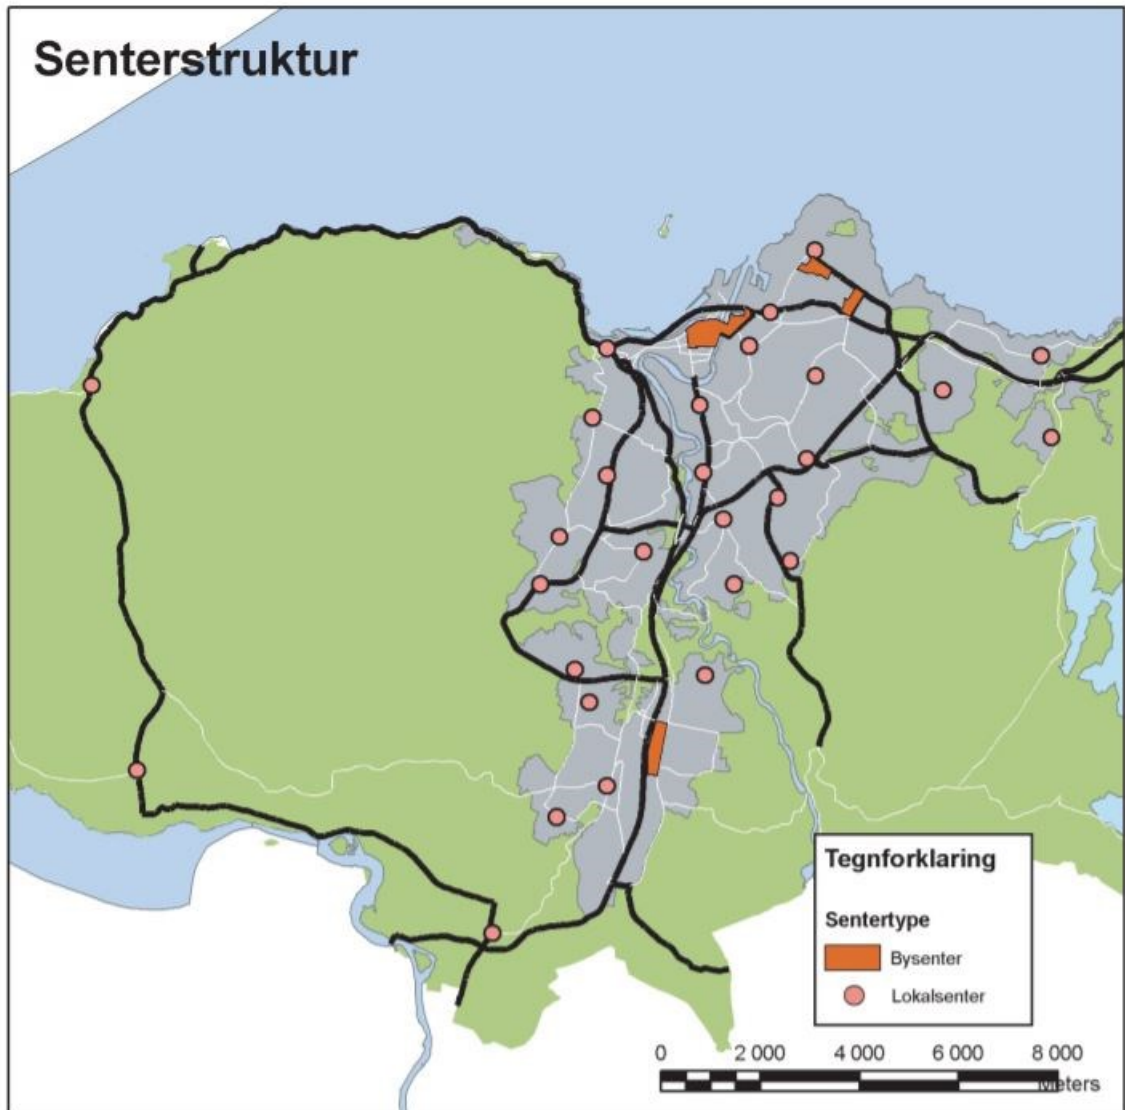 Senterstruktur
Tegnforklaring
Sentertype
Bysenter
Lokalsenter
0 2 000 4 000 6 000 8 000
Meters